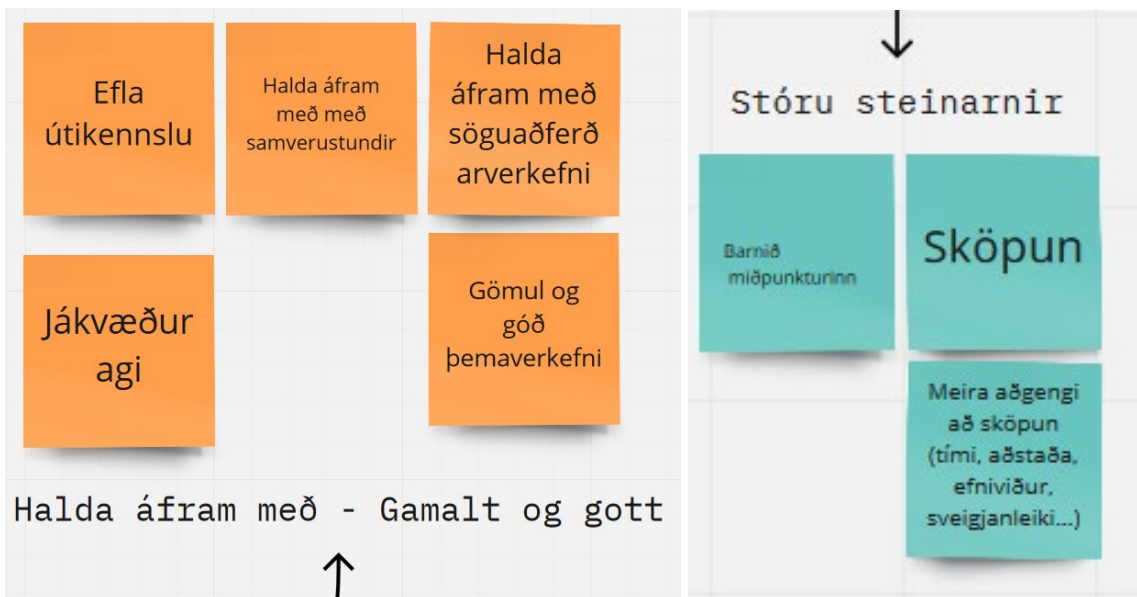 Efla
útikennslu
Halda áfram
með með
samverustundir
Halda
áfram með
söguaðferð
arverkefni
Jákvæður
agi
Gömul og
góð
þemaverkefni
Halda áfram með - Gamalt og gott
Stóru steinarnir
Barnið
miðpunkturinn
Sköpun
Meira aðgengi
að sköpun
(tími, aðstaða,
efniviður,
sveigjanleiki...)